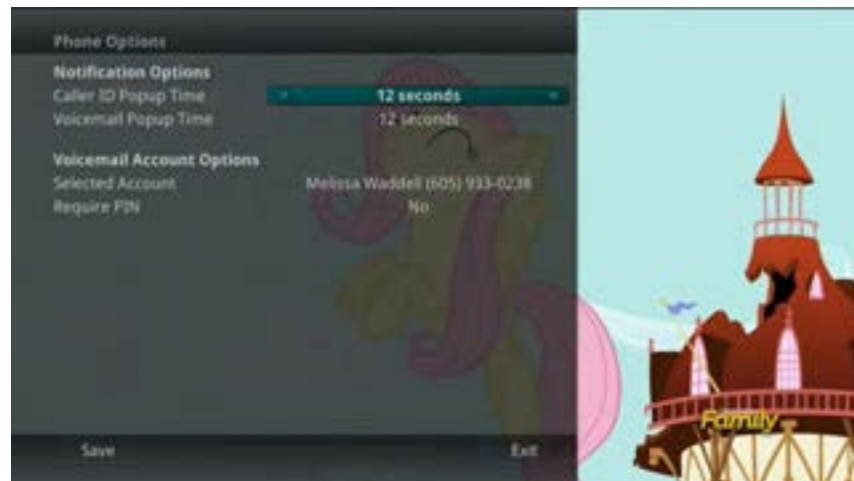 Phone Options
Notification Options
Caller ID Popup Time 12 seconds
Voicemail Popup Time 12 seconds
Voicemail Account Options
Selected Account Melissa Waddell (605) 933-0238
Require PIN No
Family
Save Exit